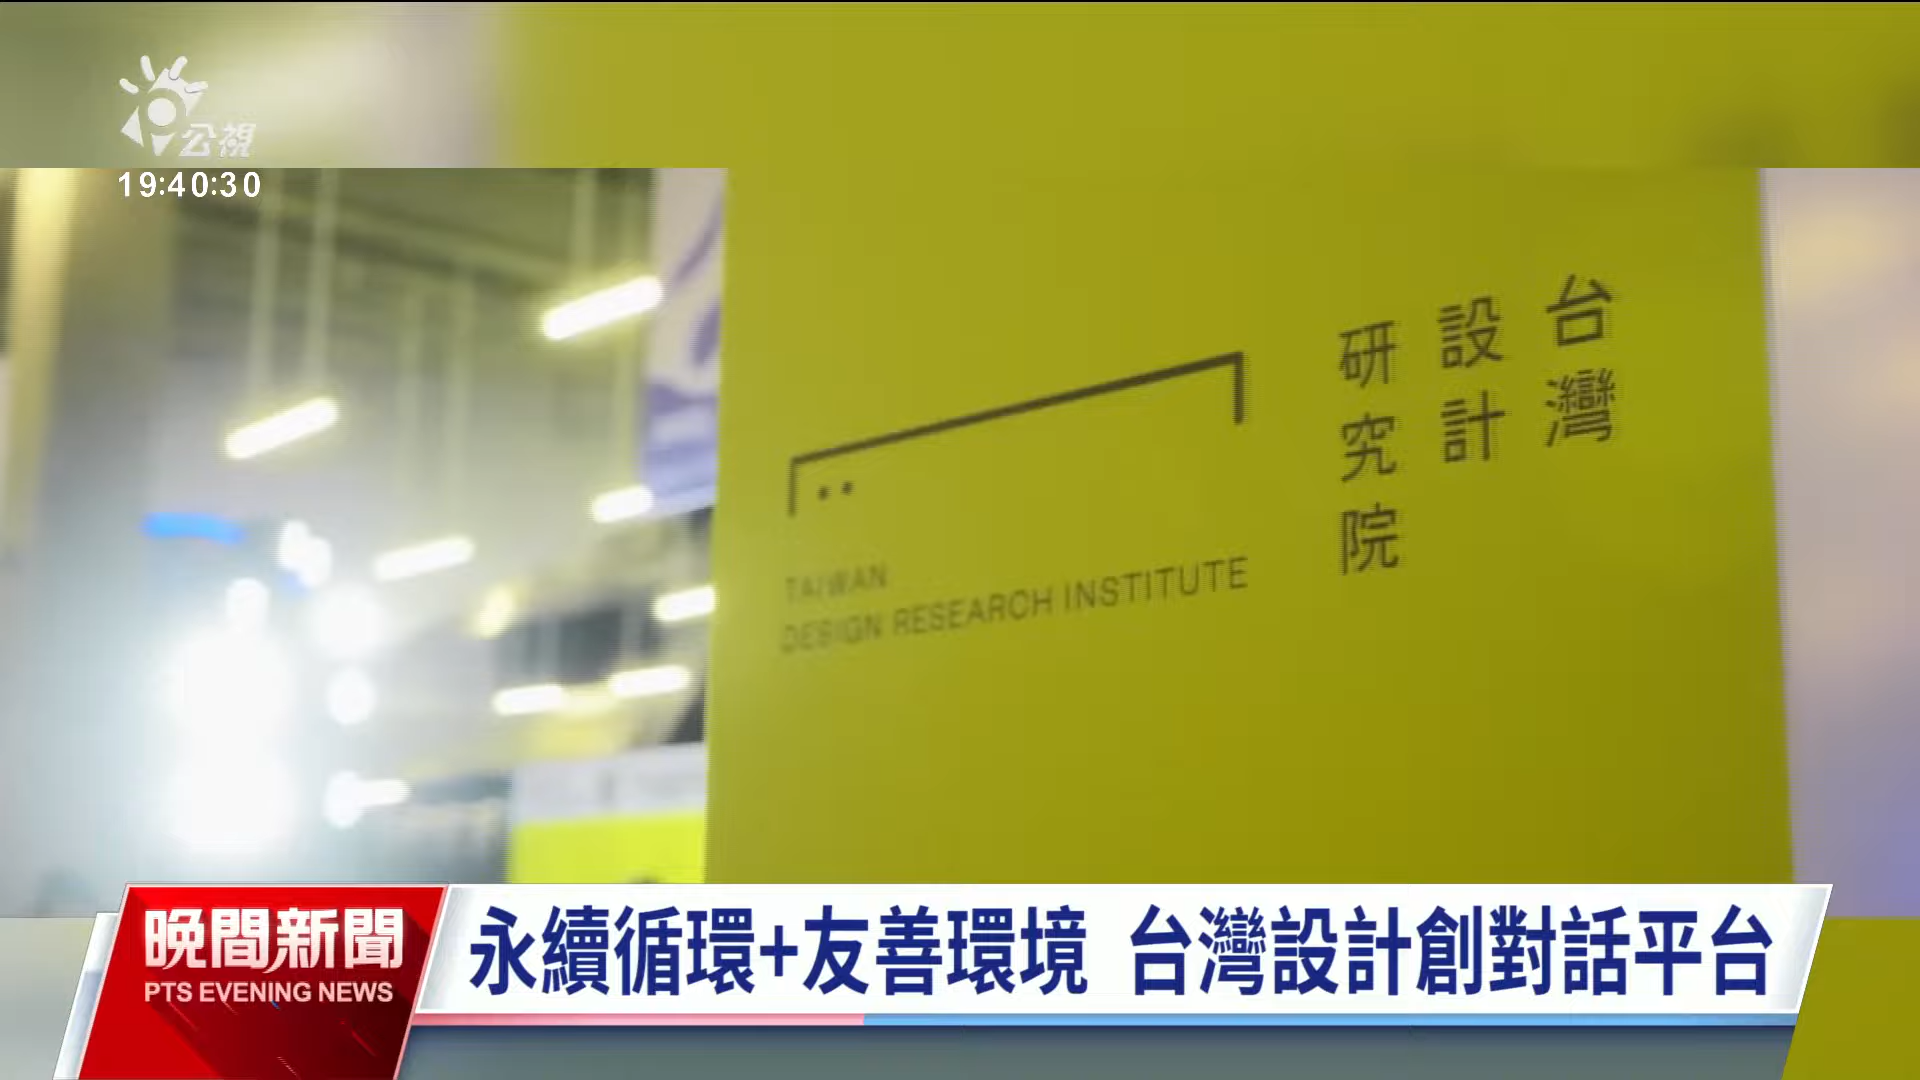 公視
19:40:30
台灣
設計
研究院
TAIWAN
DESIGN RESEARCH INSTITUTE
晚間新聞
PTS EVENING NEWS
永續循環+友善環境 台灣設計創對話平台